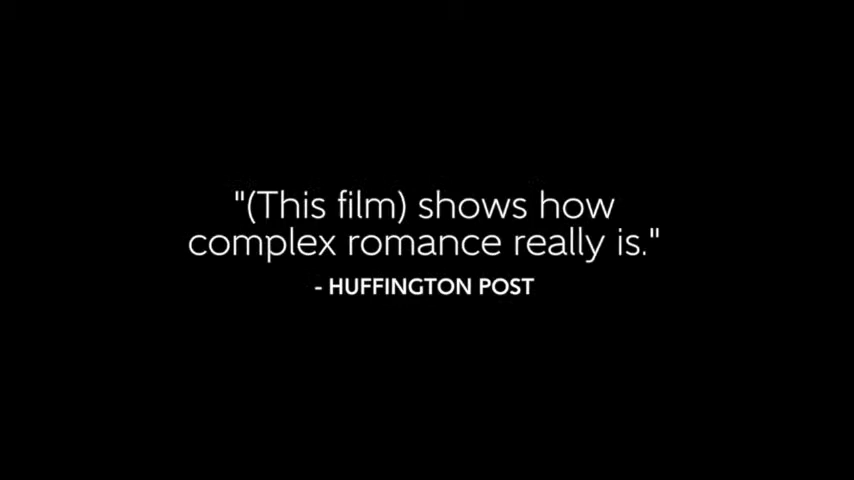 "(This film) shows how
complex romance really is."
- HUFFINGTON POST